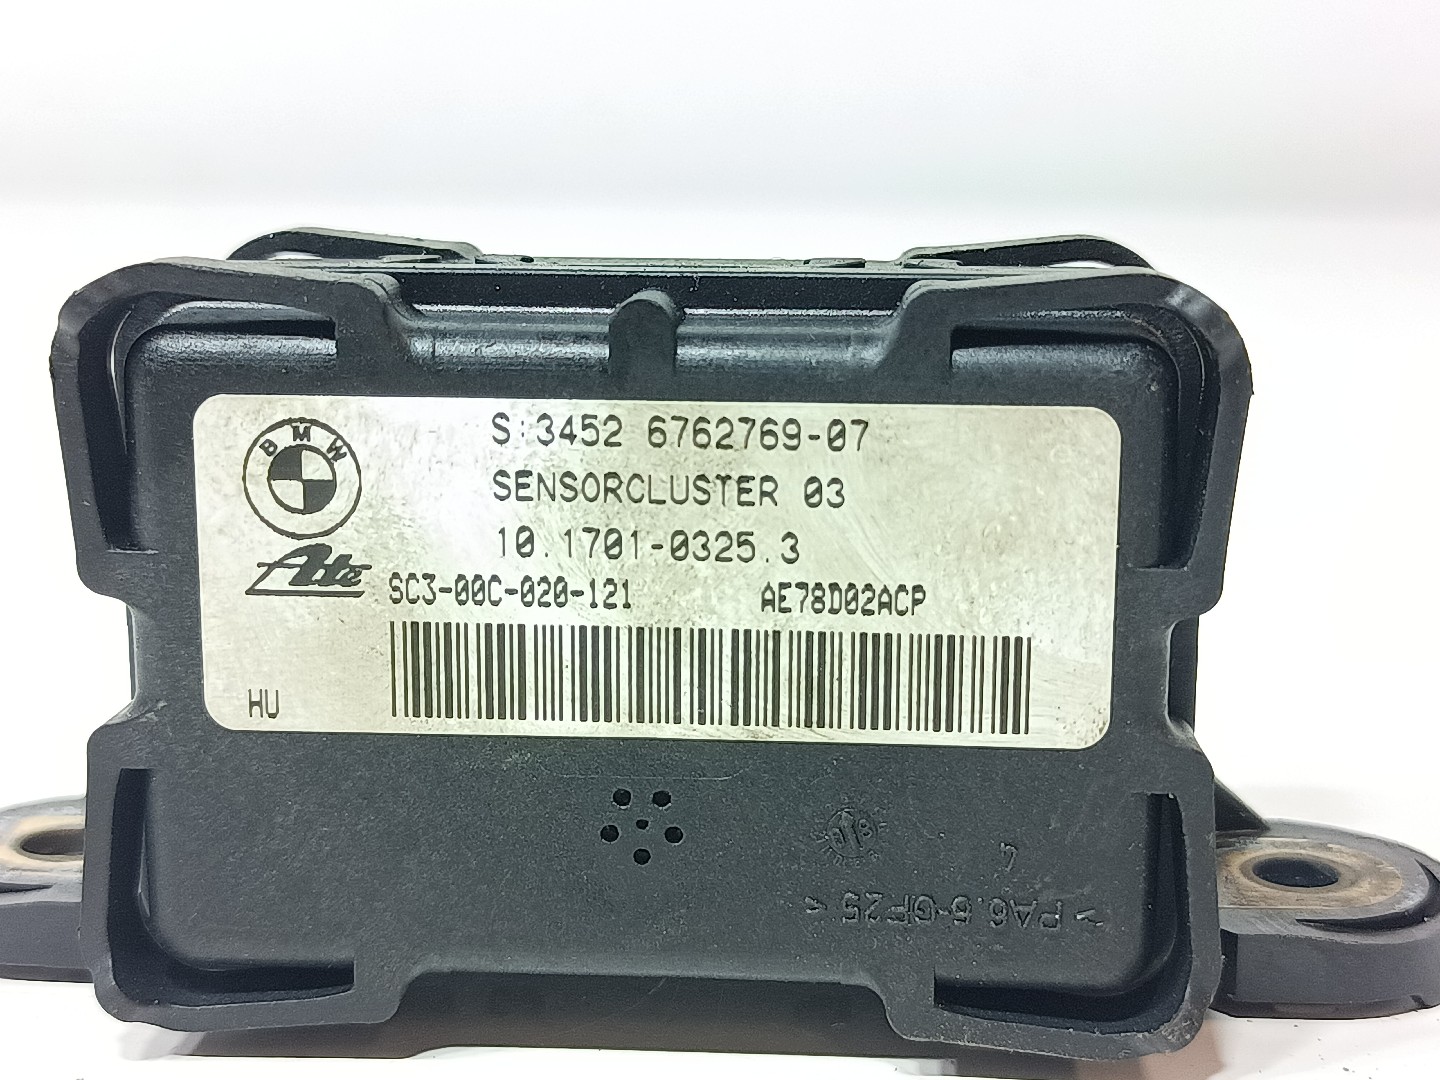 BMW
S:3452 6762769-07
SENSORCLUSTER 03
10.1701-0325.3
Ate
SC3-00C-020-121 AE78D02ACP
HU
4
>PA6.6-GF25<